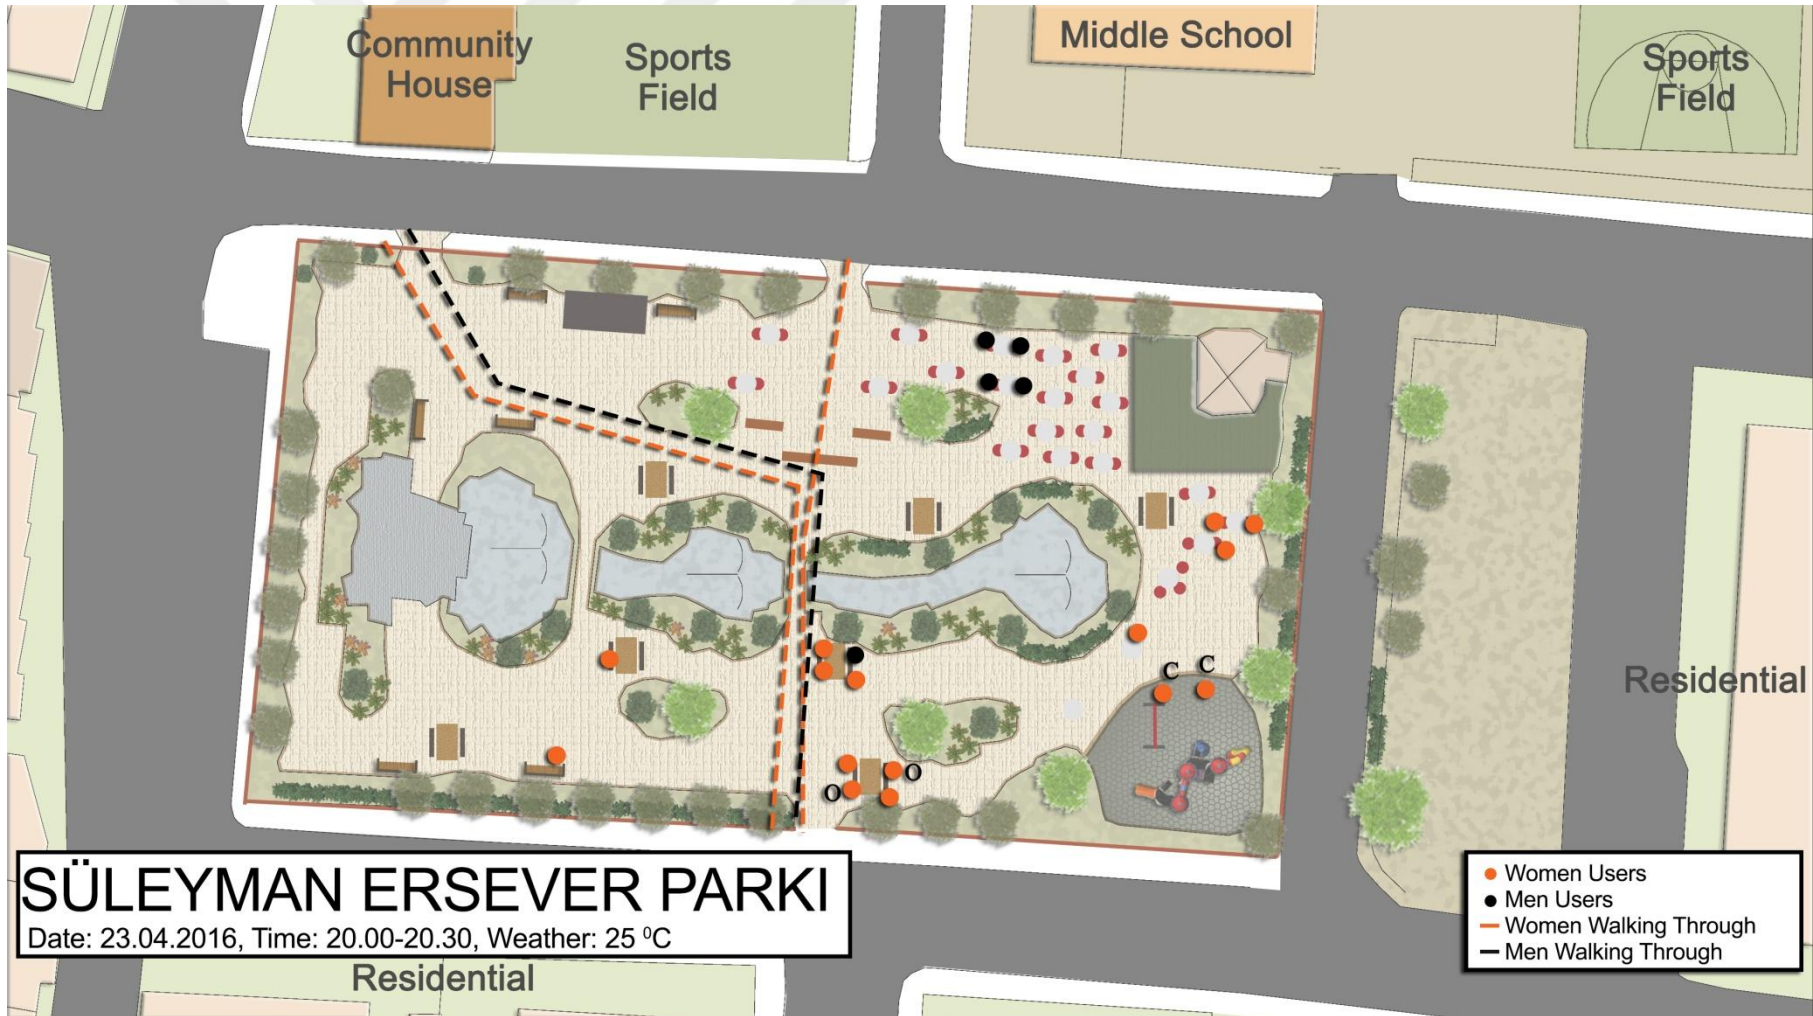 Community
House
Sports
Field
Middle School
Sports
Field
Residential
C
C
O
O
SÜLEYMAN ERSEVER PARKI
Date: 23.04.2016, Time: 20.00-20.30, Weather: 25 ⁰C
Residential
Women Users
Men Users
Women Walking Through
Men Walking Through